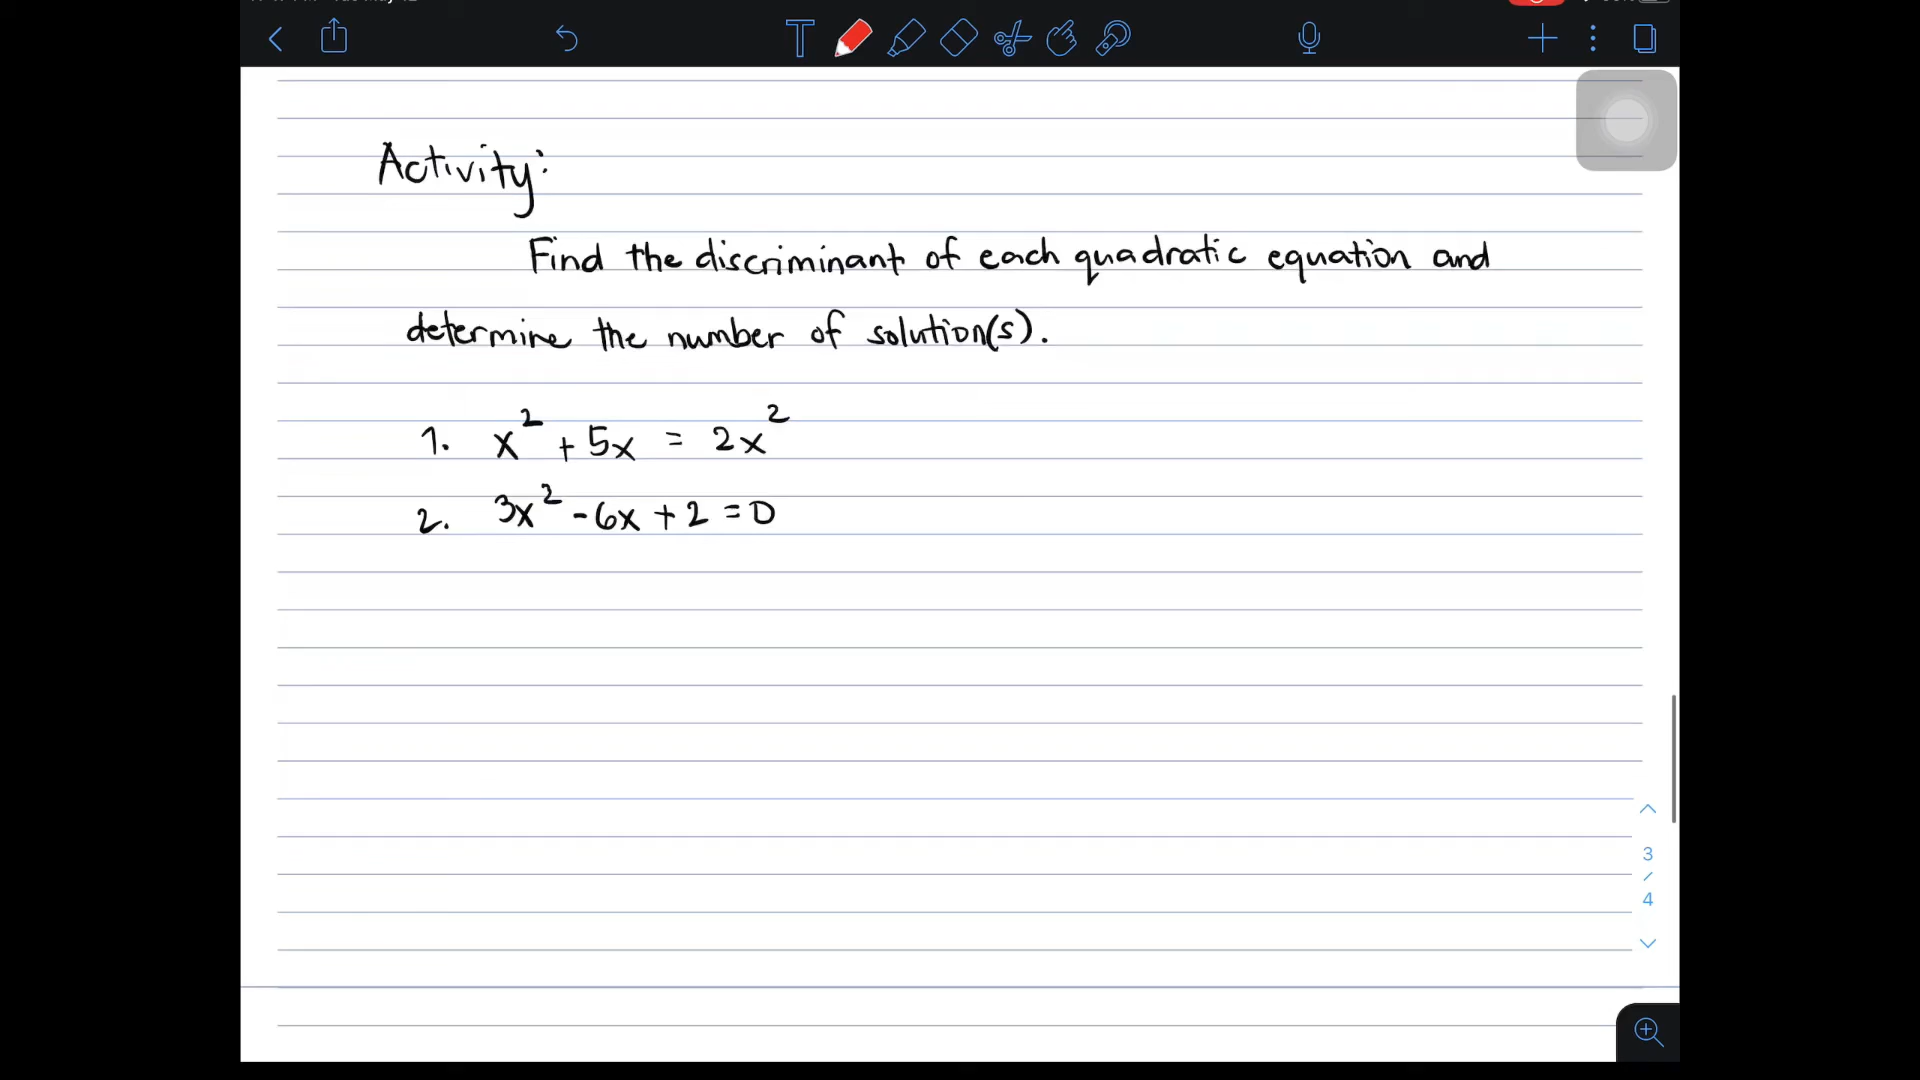 Activity:
Find the discriminant of each quadratic equation and
determine the number of solution(s).
1. x² + 5x = 2x²
2. 3x² - 6x + 2 = 0
3
/
4